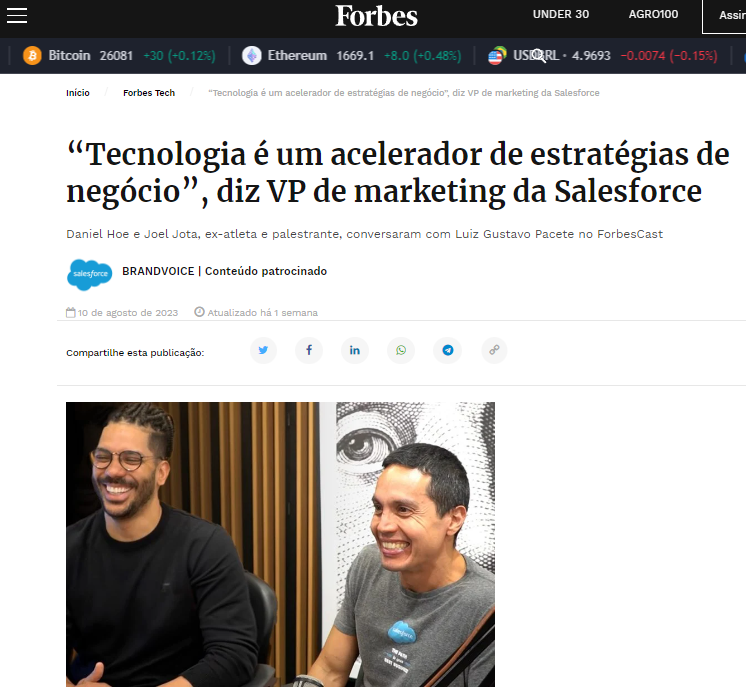 Forbes
UNDER 30
AGRO100
Assin
Bitcoin 26081 +30 (+0.12%)
Ethereum 1669.1 +8.0 (+0.48%)
4.9693 −0.0074 (−0.15%)
Início / Forbes Tech / “Tecnologia é um acelerador de estratégias de negócio”, diz VP de marketing da Salesforce
“Tecnologia é um acelerador de estratégias de
negócio”, diz VP de marketing da Salesforce
Daniel Hoe e Joel Jota, ex-atleta e palestrante, conversaram com Luiz Gustavo Pacete no ForbesCast
salesforce
BRANDVOICE | Conteúdo patrocinado
10 de agosto de 2023 Atualizado há 1 semana
Compartilhe esta publicação:
salesforce